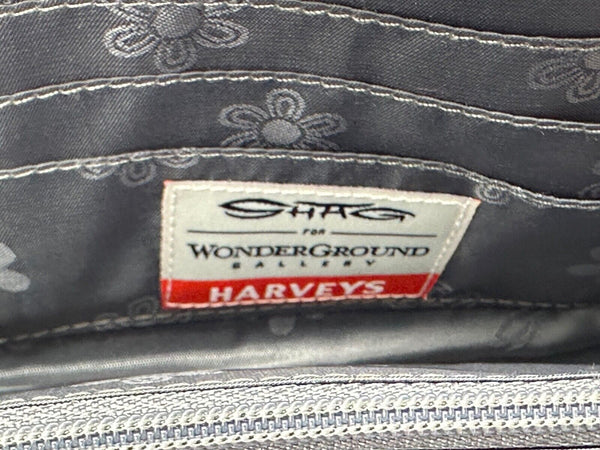 SHAG
FOR
WONDERGROUND
GALLERY
HARVEYS